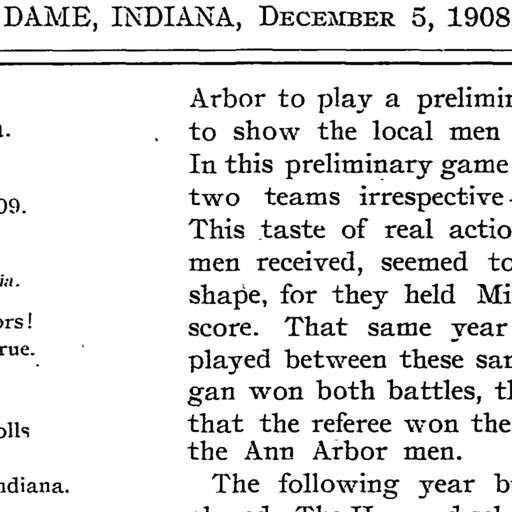 DAME, INDIANA, DECEMBER 5, 1908
09.
ors!
rue.
olls
ndiana.
Arbor to play a prelimin
to show the local men
In this preliminary game
two teams irrespective
This taste of real actio
men received, seemed to
shape, for they held Mi
score. That same year
played between these sam
gan won both battles, th
that the referee won the
the Ann Arbor men.
The following year b